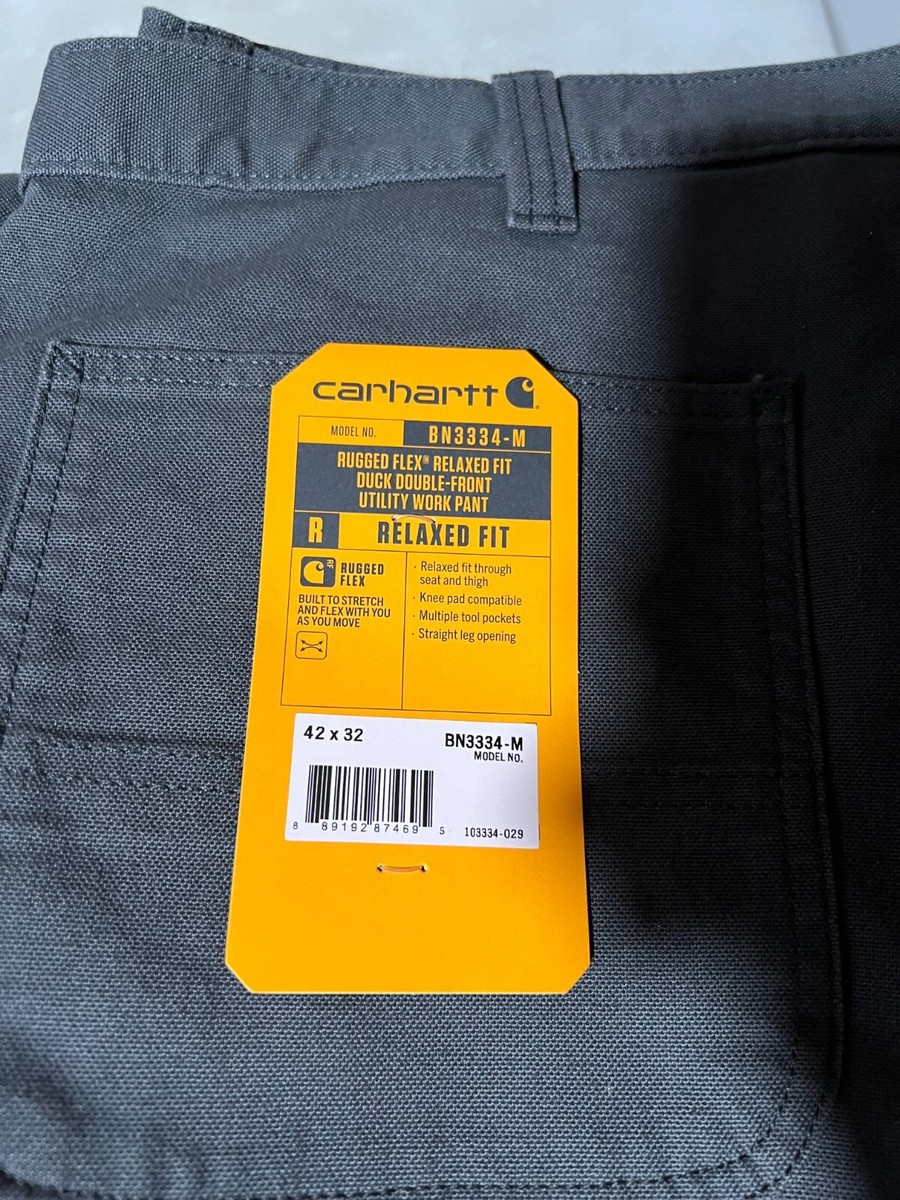 carhartt
MODEL NO. BN3334-M
RUGGED FLEX® RELAXED FIT
DUCK DOUBLE-FRONT
UTILITY WORK PANT
R RELAXED FIT
RF
RUGGED
FLEX
BUILT TO STRETCH
AND FLEX WITH YOU
AS YOU MOVE
· Relaxed fit through
seat and thigh
· Knee pad compatible
· Multiple tool pockets
· Straight leg opening
42 x 32
BN3334-M
MODEL NO.
8 89192 87469 5
103334-029